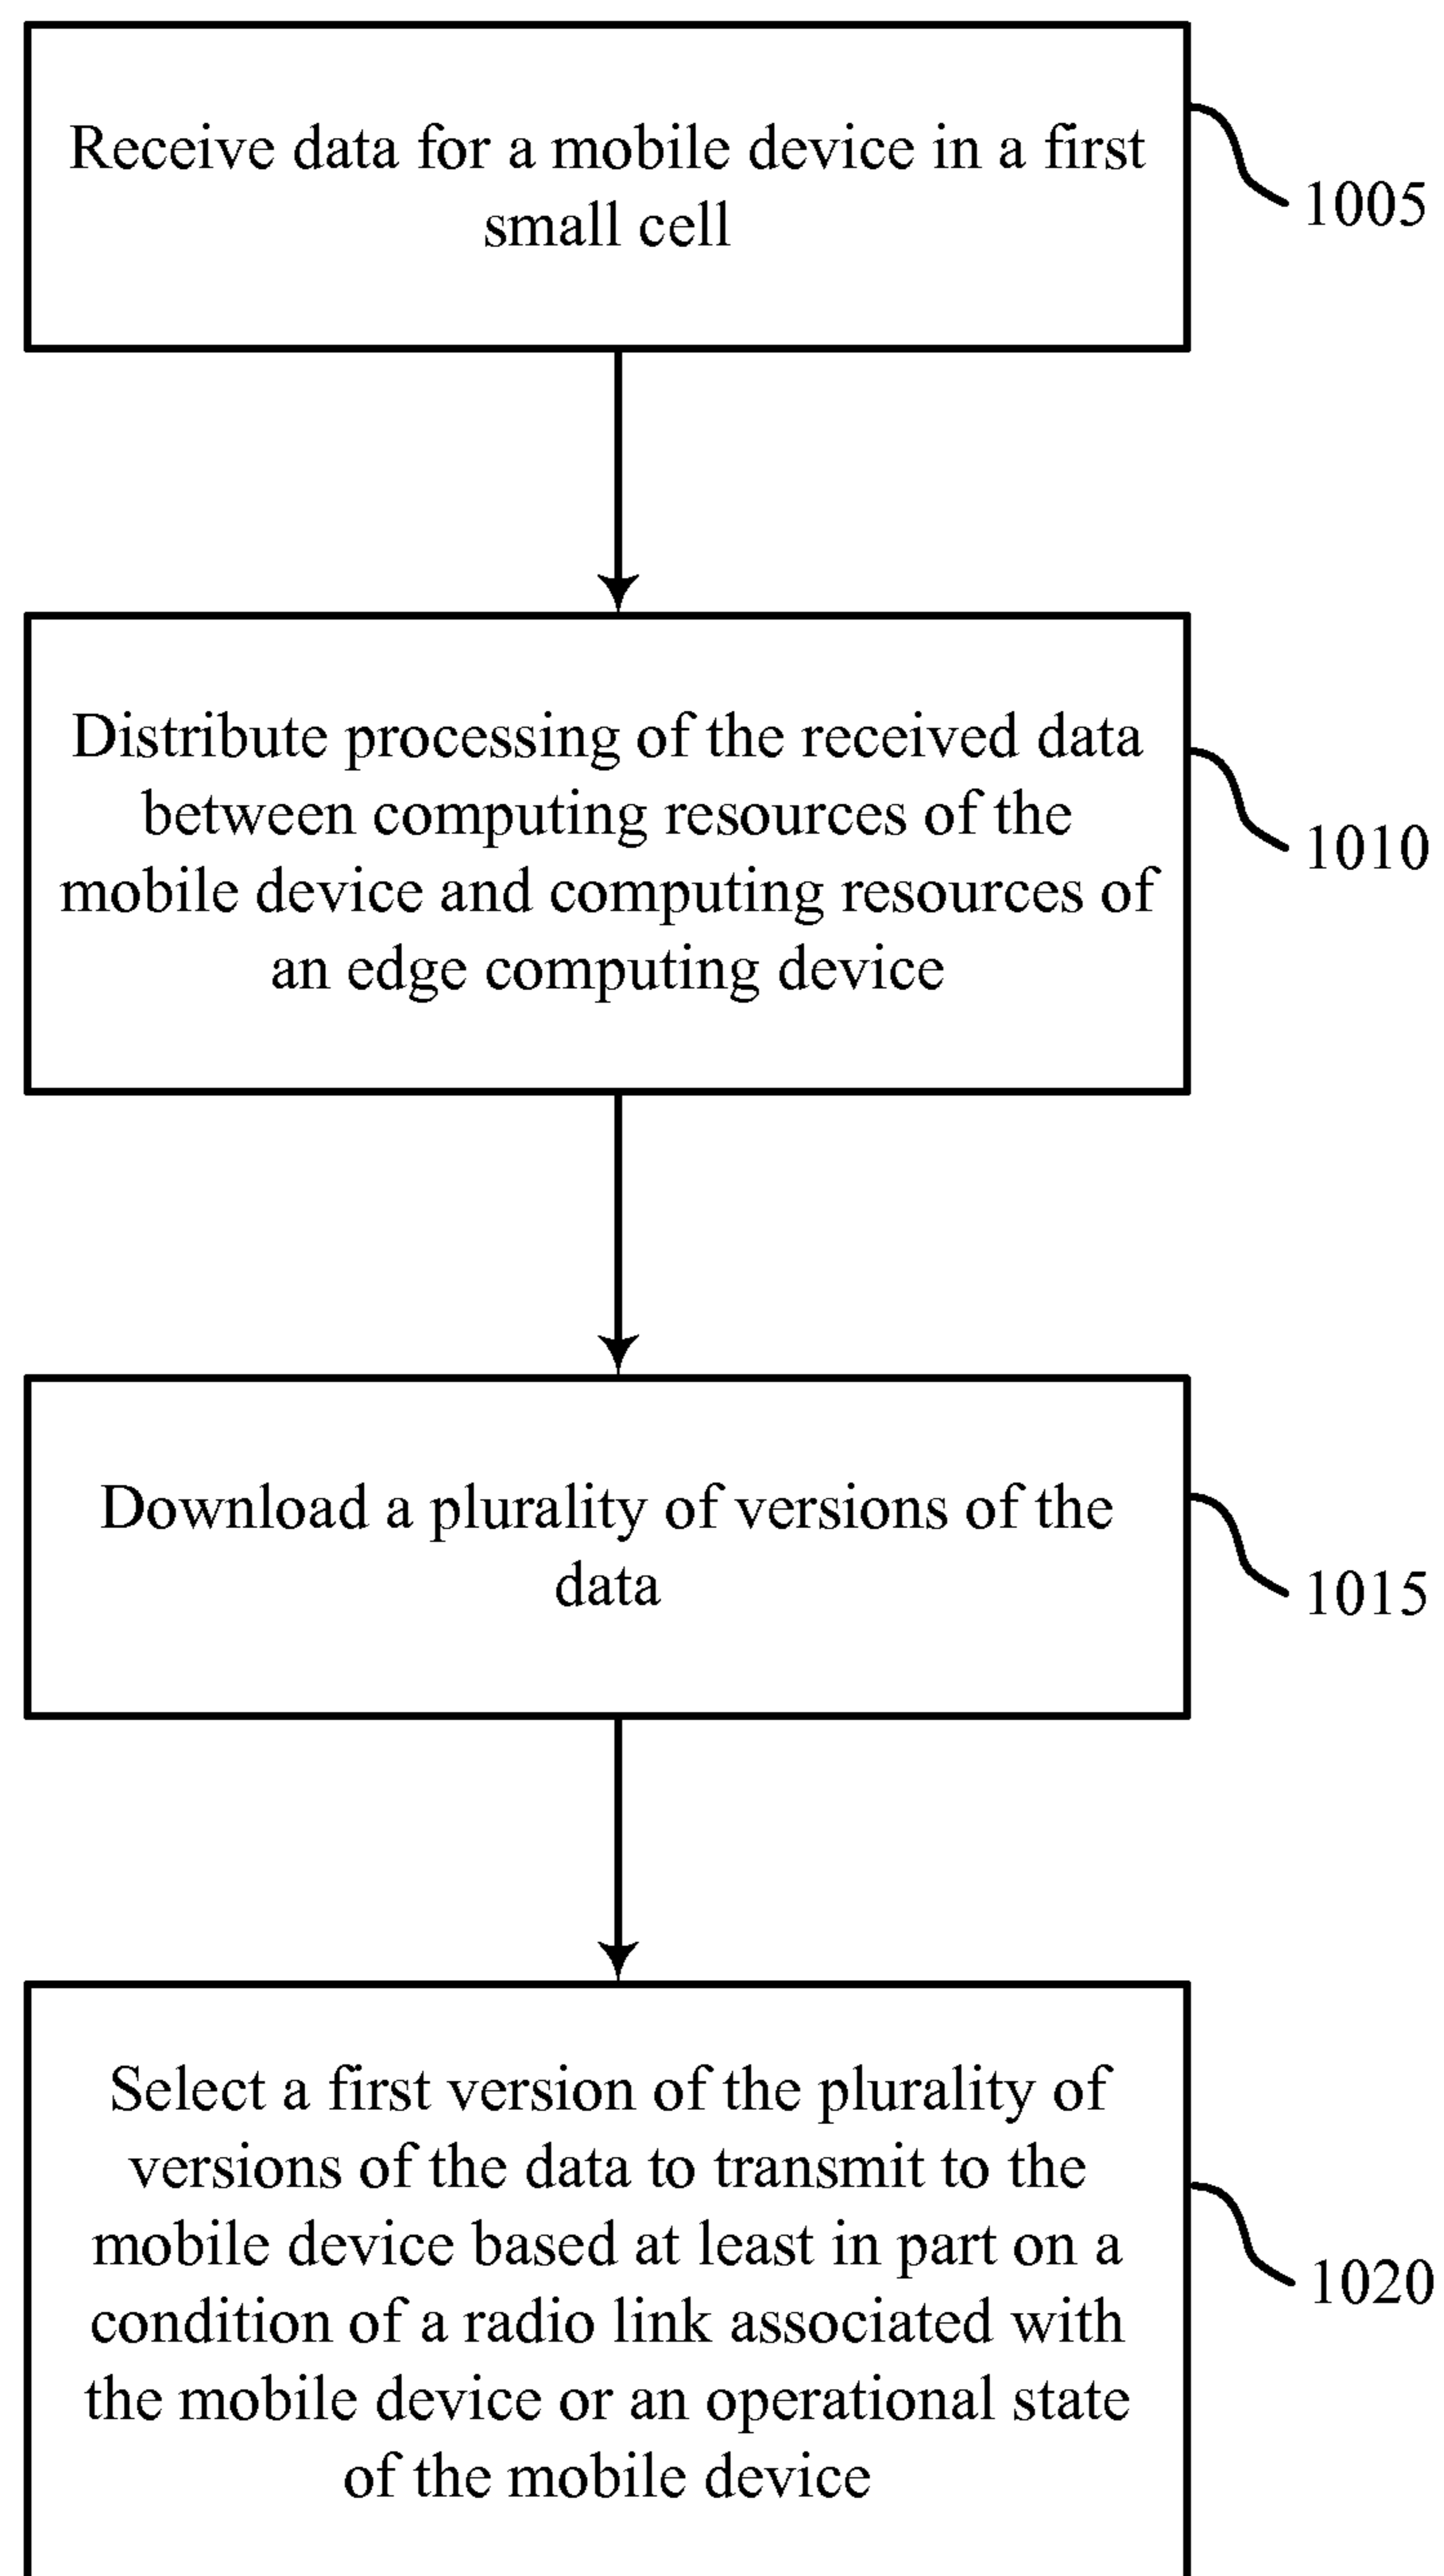 Receive data for a mobile device in a first
small cell
1005
Distribute processing of the received data
between computing resources of the
mobile device and computing resources of
an edge computing device
1010
Download a plurality of versions of the
data
1015
Select a first version of the plurality of
versions of the data to transmit to the
mobile device based at least in part on a
condition of a radio link associated with
the mobile device or an operational state
of the mobile device
1020